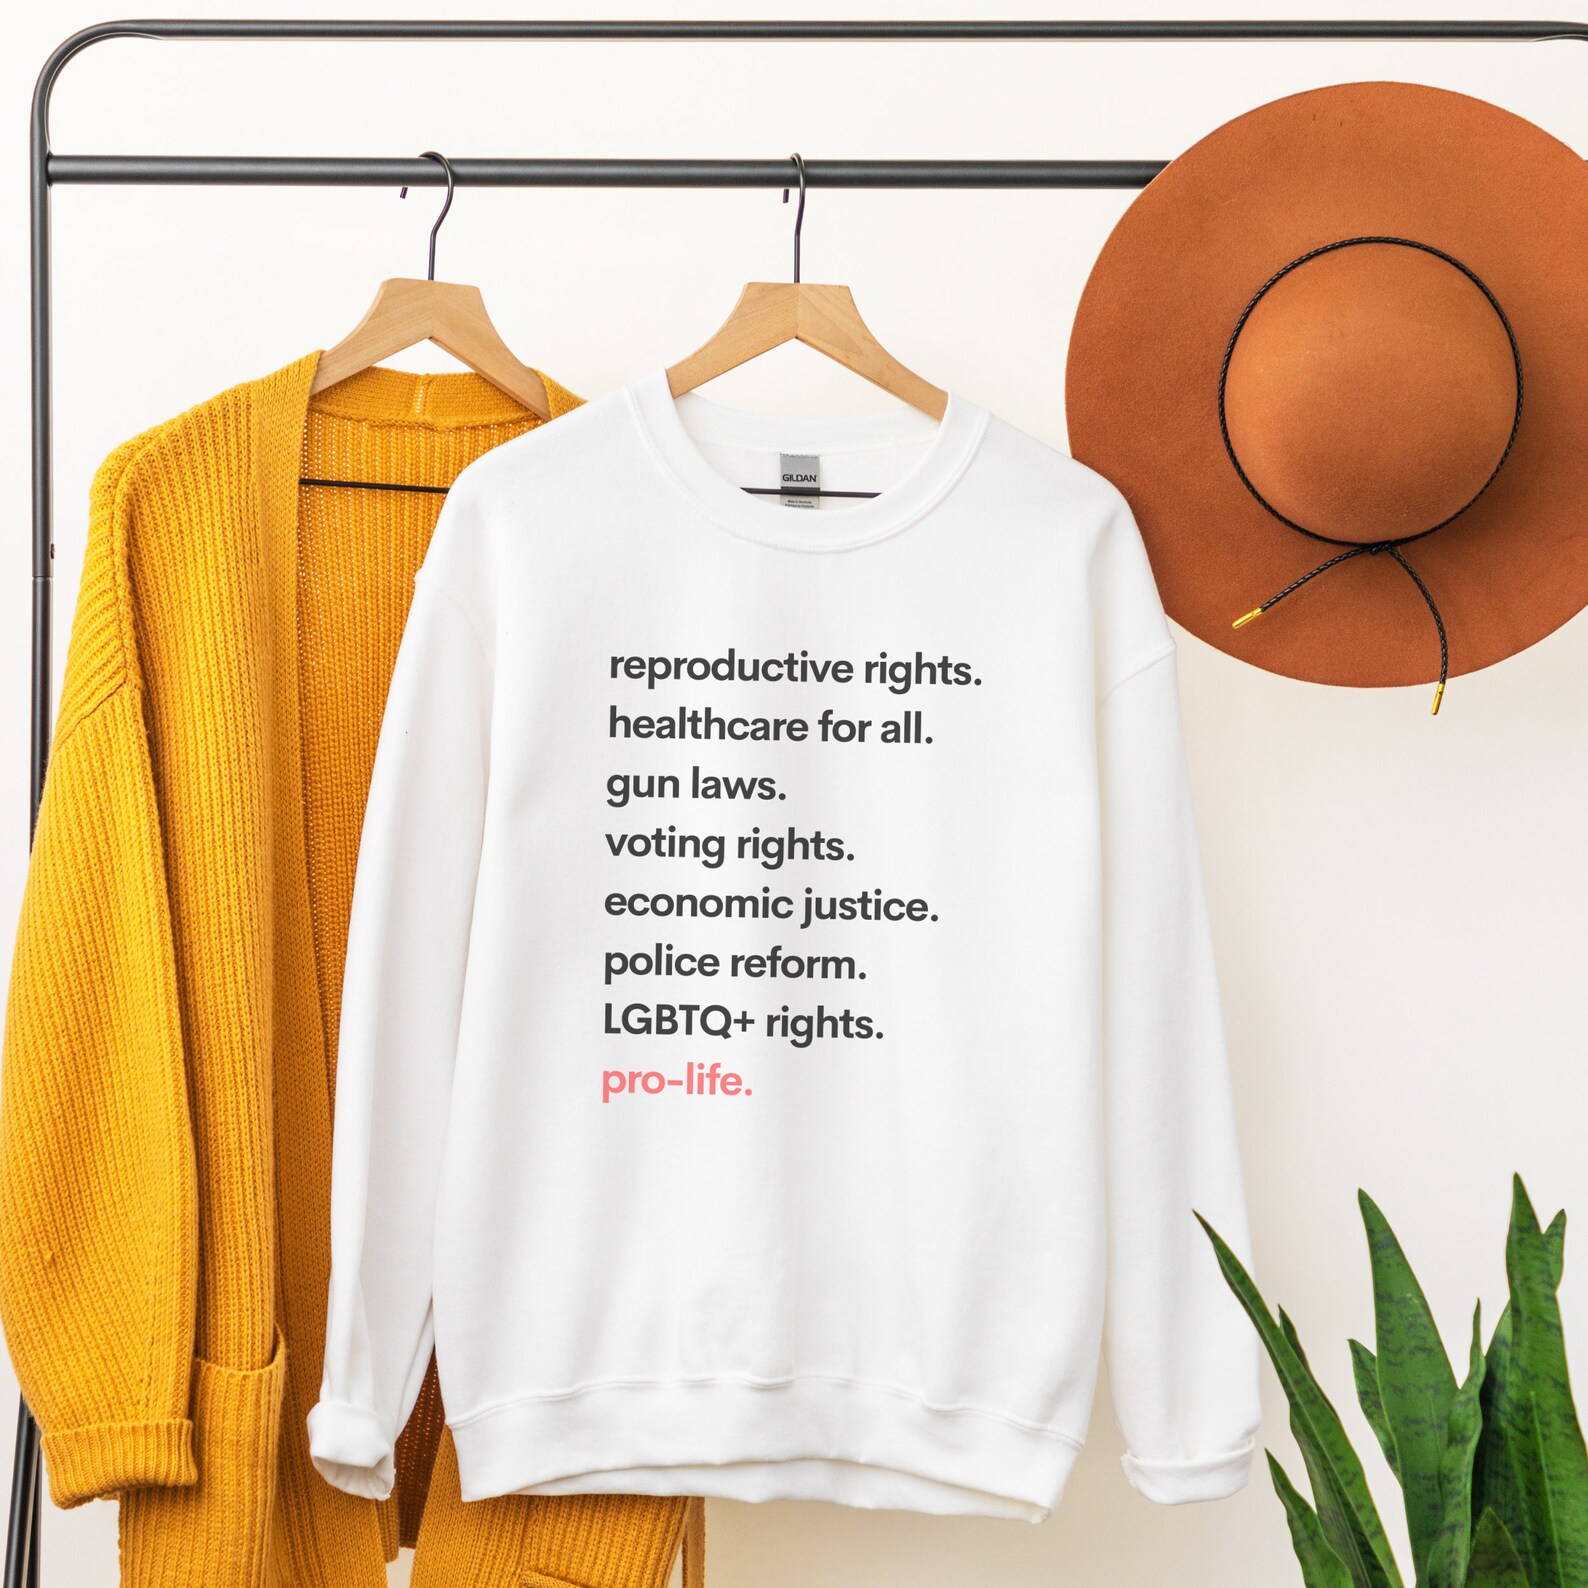 GILDAN
reproductive rights.
healthcare for all.
gun laws.
voting rights.
economic justice.
police reform.
LGBTQ+ rights.
pro-life.